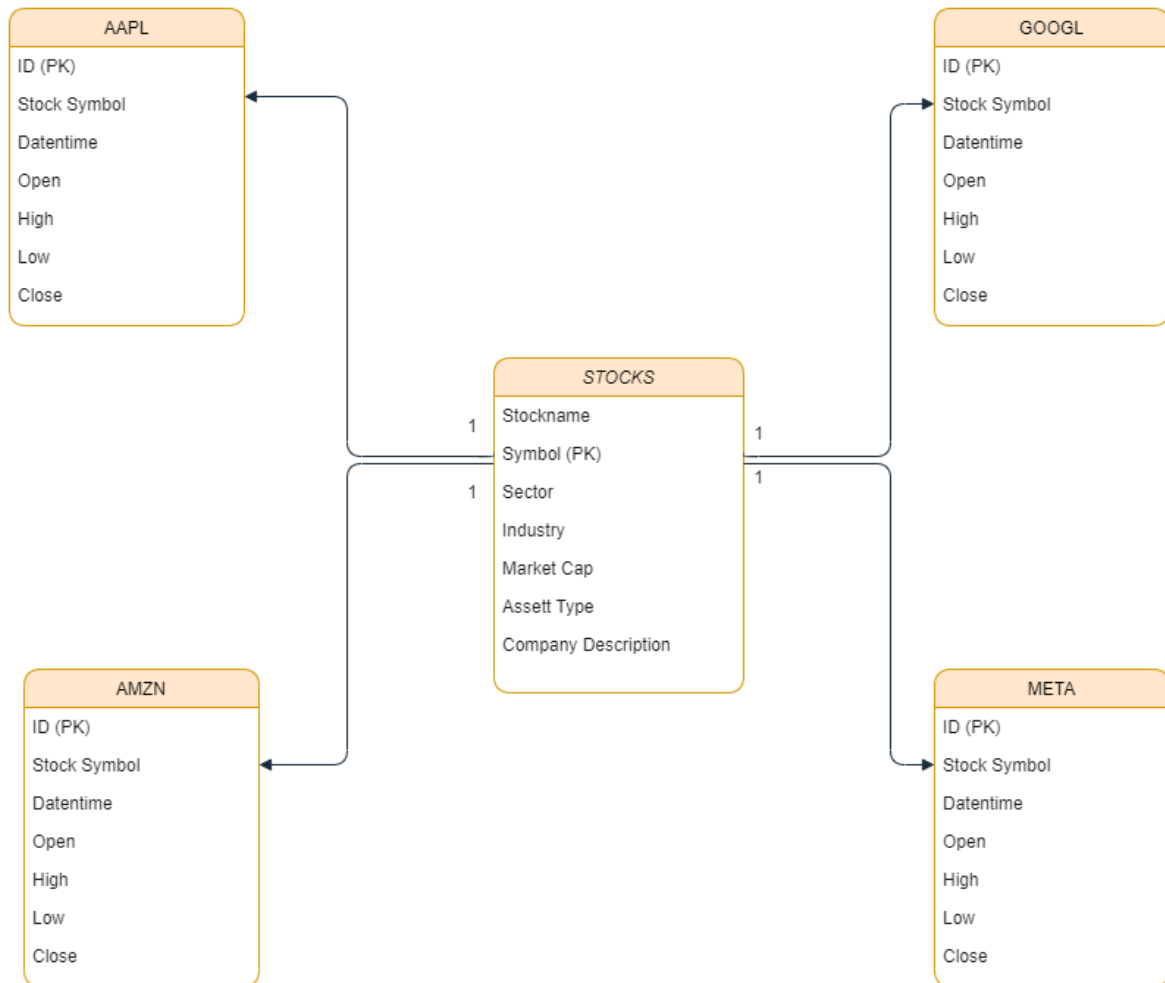 AAPL
ID (PK)
Stock Symbol
Datentime
Open
High
Low
Close
GOOGL
ID (PK)
Stock Symbol
Datentime
Open
High
Low
Close
STOCKS
Stockname
Symbol (PK)
Sector
Industry
Market Cap
Assett Type
Company Description
1
1
1
1
AMZN
ID (PK)
Stock Symbol
Datentime
Open
High
Low
Close
META
ID (PK)
Stock Symbol
Datentime
Open
High
Low
Close